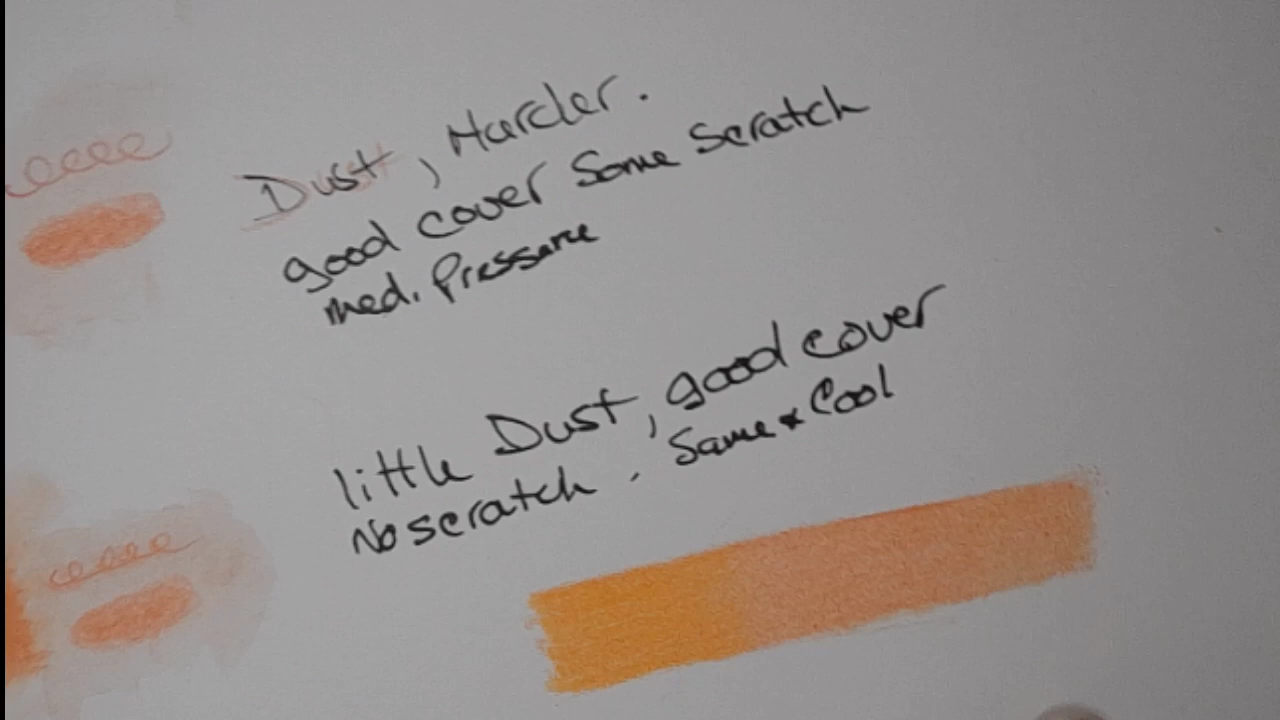 Dust, Harder.
good cover Some Scratch
med. Pressure
little Dust, good cover
No scratch. Same & Cool